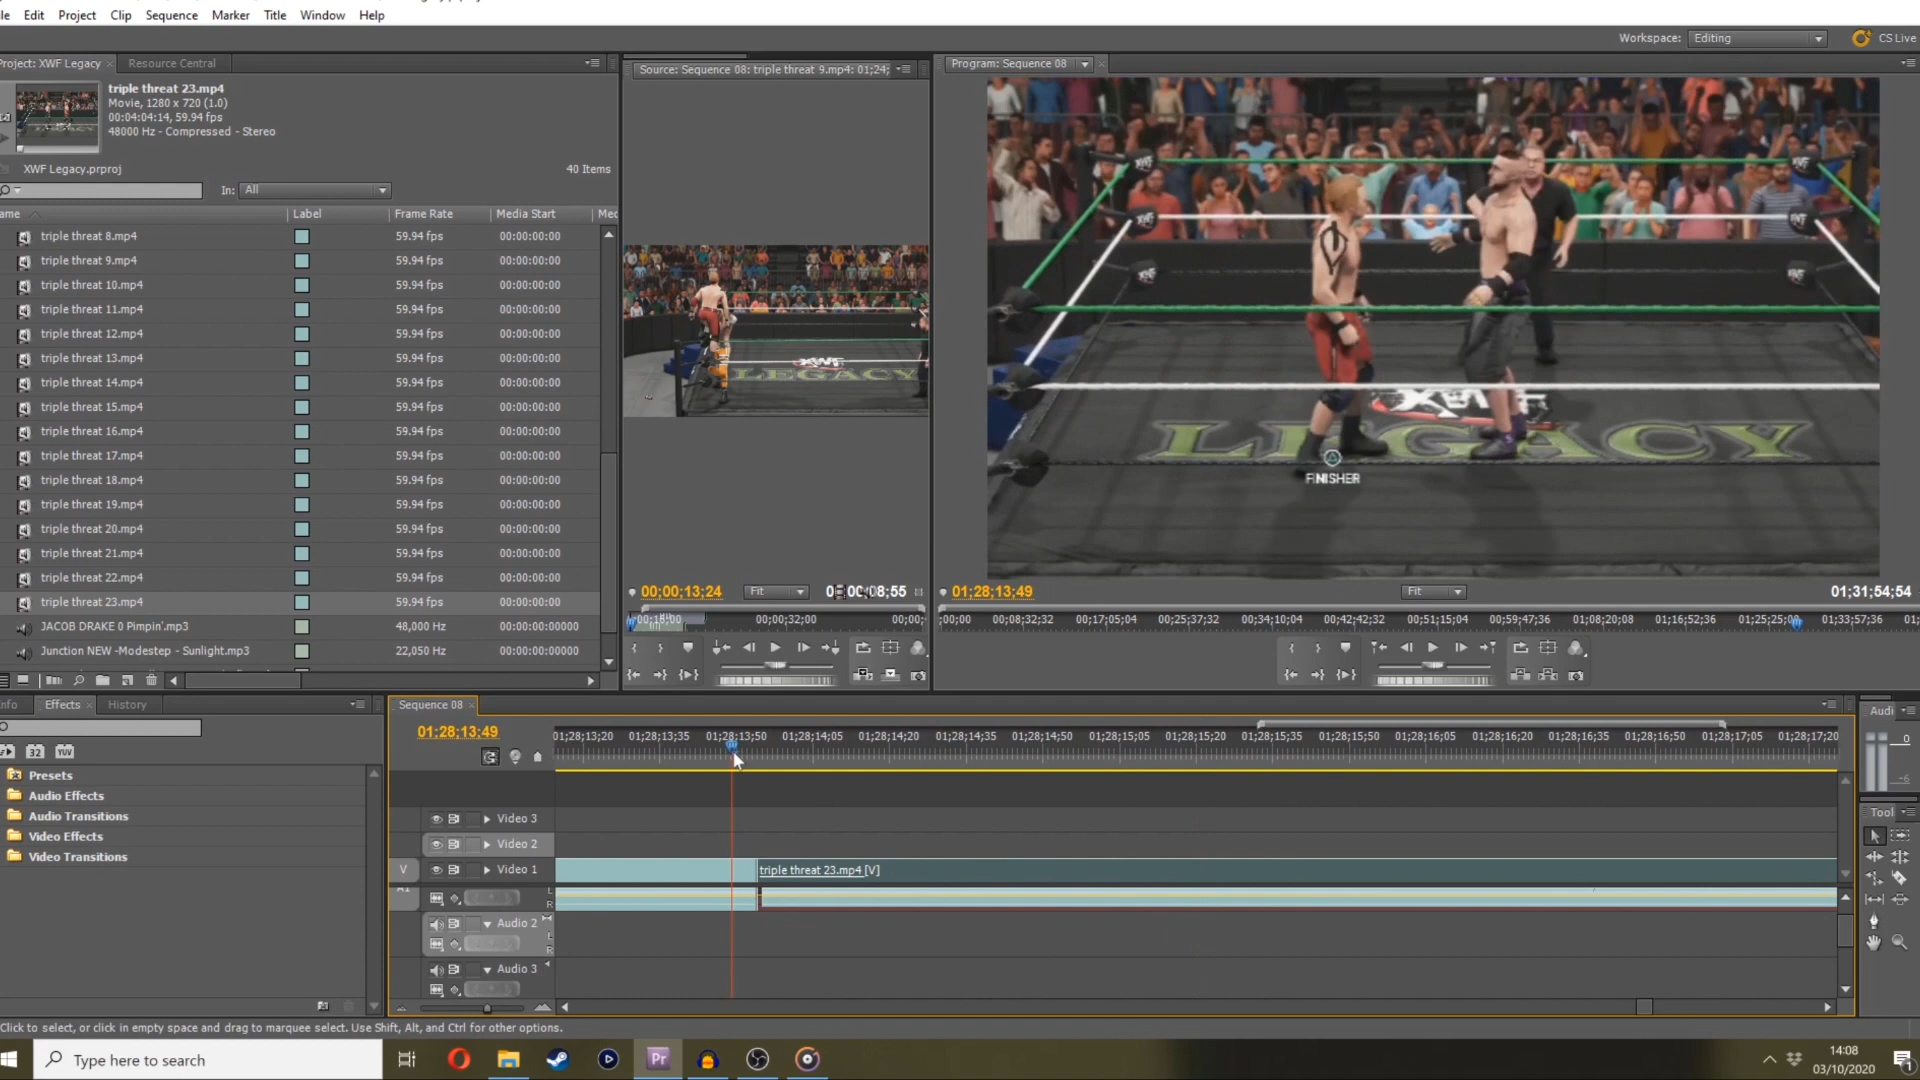 Edit Project Clip Sequence Marker Title Window Help
Workspace: Editing CS Live
Project: XWF Legacy Resource Central
triple threat 23.mp4
Movie, 1280 x 720 (1.0)
00:04:04:14, 59.94 fps
48000 Hz - Compressed - Stereo
XWF Legacy.prproj 40 Items
In: All
Label Frame Rate Media Start
triple threat 8.mp4 59.94 fps 00:00:00:00
triple threat 9.mp4 59.94 fps 00:00:00:00
triple threat 10.mp4 59.94 fps 00:00:00:00
triple threat 11.mp4 59.94 fps 00:00:00:00
triple threat 12.mp4 59.94 fps 00:00:00:00
triple threat 13.mp4 59.94 fps 00:00:00:00
triple threat 14.mp4 59.94 fps 00:00:00:00
triple threat 15.mp4 59.94 fps 00:00:00:00
triple threat 16.mp4 59.94 fps 00:00:00:00
triple threat 17.mp4 59.94 fps 00:00:00:00
triple threat 18.mp4 59.94 fps 00:00:00:00
triple threat 19.mp4 59.94 fps 00:00:00:00
triple threat 20.mp4 59.94 fps 00:00:00:00
triple threat 21.mp4 59.94 fps 00:00:00:00
triple threat 22.mp4 59.94 fps 00:00:00:00
triple threat 23.mp4 59.94 fps 00:00:00:00
JACOB DRAKE 0 Pimpin'.mp3 48,000 Hz 00:00:00:00000
Junction NEW -Modestep - Sunlight.mp3 22,050 Hz 00:00:00:00000
Source: Sequence 08: triple threat 9.mp4: 01;24;
XWF
LEGACY
00;00;13;24 Fit
00;00;32;00
Program: Sequence 08
XWF
LEGACY
FINISHER
01;28;13;49 Fit 01;31;54;54
;00;00 00;08;32;32 00;17;05;04 00;25;37;32 00;34;10;04 00;42;42;32 00;51;15;04 00;59;47;36 01;08;20;08 01;16;52;36 01;33;57;36
Effects History
32 YUV
Presets
Audio Effects
Audio Transitions
Video Effects
Video Transitions
Sequence 08
01;28;13;49
01;28;13;20 01;28;13;35 01;28;13;50 01;28;14;05 01;28;14;20 01;28;14;35 01;28;14;50 01;28;15;05 01;28;15;20 01;28;15;35 01;28;15;50 01;28;16;05 01;28;16;20 01;28;16;35 01;28;16;50 01;28;17;05 01;28;17;20
Video 3
Video 2
V Video 1 triple threat 23.mp4 [V]
A1 L R
Audio 2 L R
Audio 3
Audi
0
-6
Tool
Click to select, or click in empty space and drag to marquee select. Use Shift, Alt, and Ctrl for other options.
Type here to search
Pr
14:08
03/10/2020
1